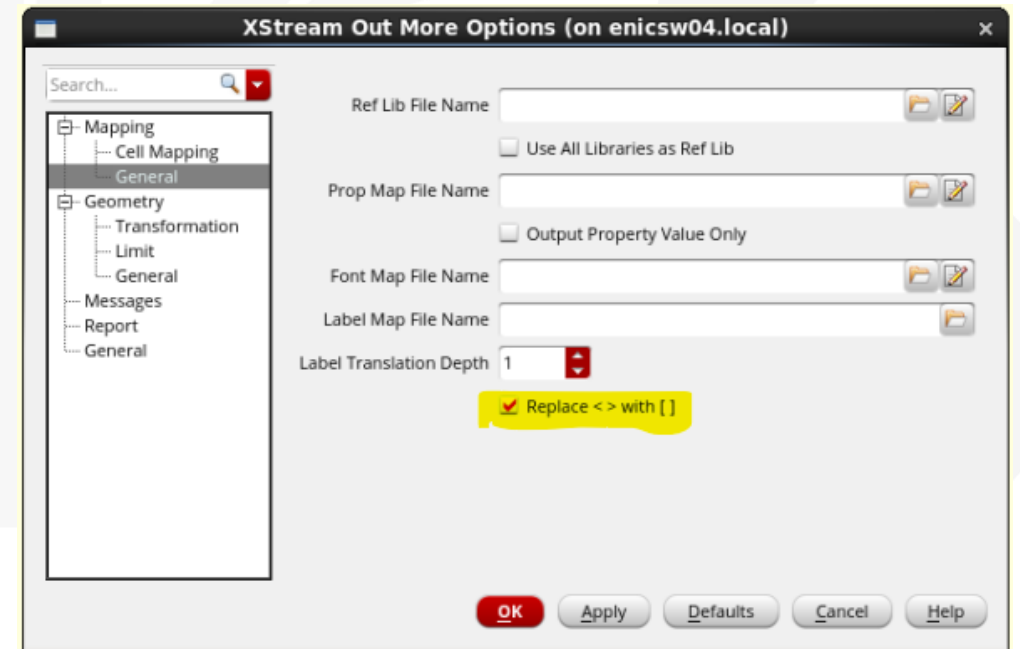 XStream Out More Options (on enicsw04.local)
Search...
Mapping
Cell Mapping
General
Geometry
Transformation
Limit
General
Messages
Report
General
Ref Lib File Name
Use All Libraries as Ref Lib
Prop Map File Name
Output Property Value Only
Font Map File Name
Label Map File Name
Label Translation Depth 1
Replace < > with [ ]
OK Apply Defaults Cancel Help